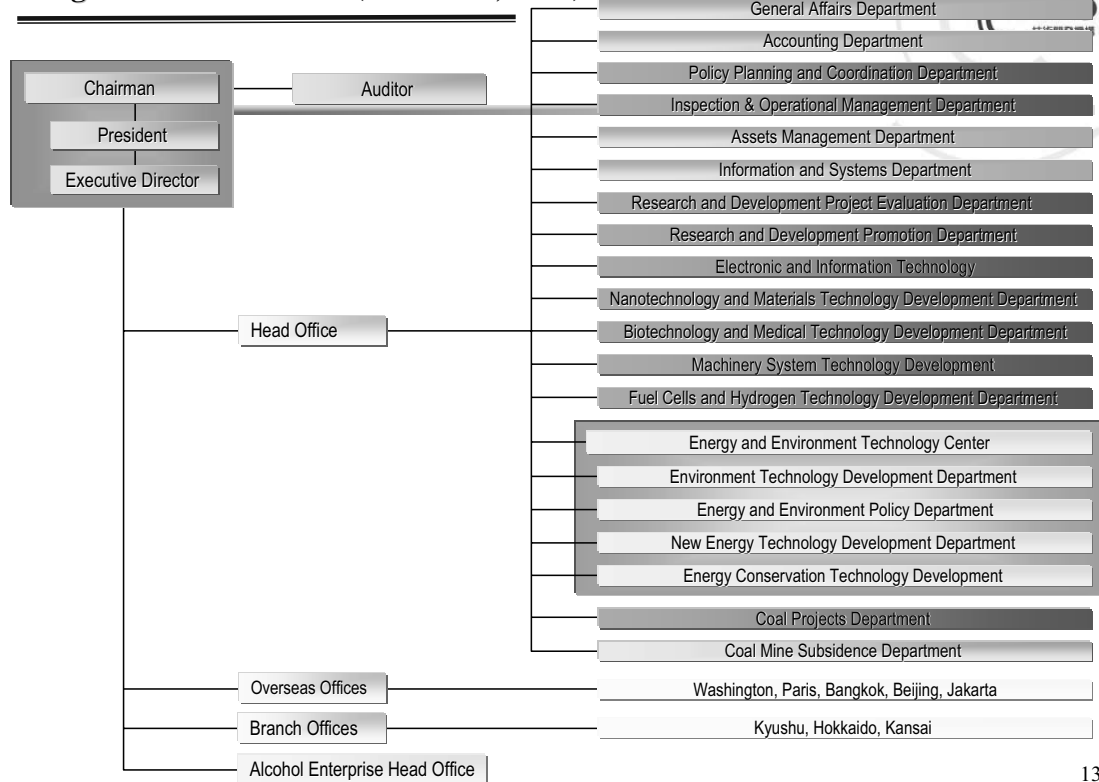 General Affairs Department
Accounting Department
Policy Planning and Coordination Department
Inspection & Operational Management Department
Assets Management Department
Information and Systems Department
Research and Development Project Evaluation Department
Research and Development Promotion Department
Electronic and Information Technology
Nanotechnology and Materials Technology Development Department
Biotechnology and Medical Technology Development Department
Machinery System Technology Development
Fuel Cells and Hydrogen Technology Development Department
Energy and Environment Technology Center
Environment Technology Development Department
Energy and Environment Policy Department
New Energy Technology Development Department
Energy Conservation Technology Development
Coal Projects Department
Coal Mine Subsidence Department
Chairman
Auditor
President
Executive Director
Head Office
Overseas Offices
Washington, Paris, Bangkok, Beijing, Jakarta
Branch Offices
Kyushu, Hokkaido, Kansai
Alcohol Enterprise Head Office
13